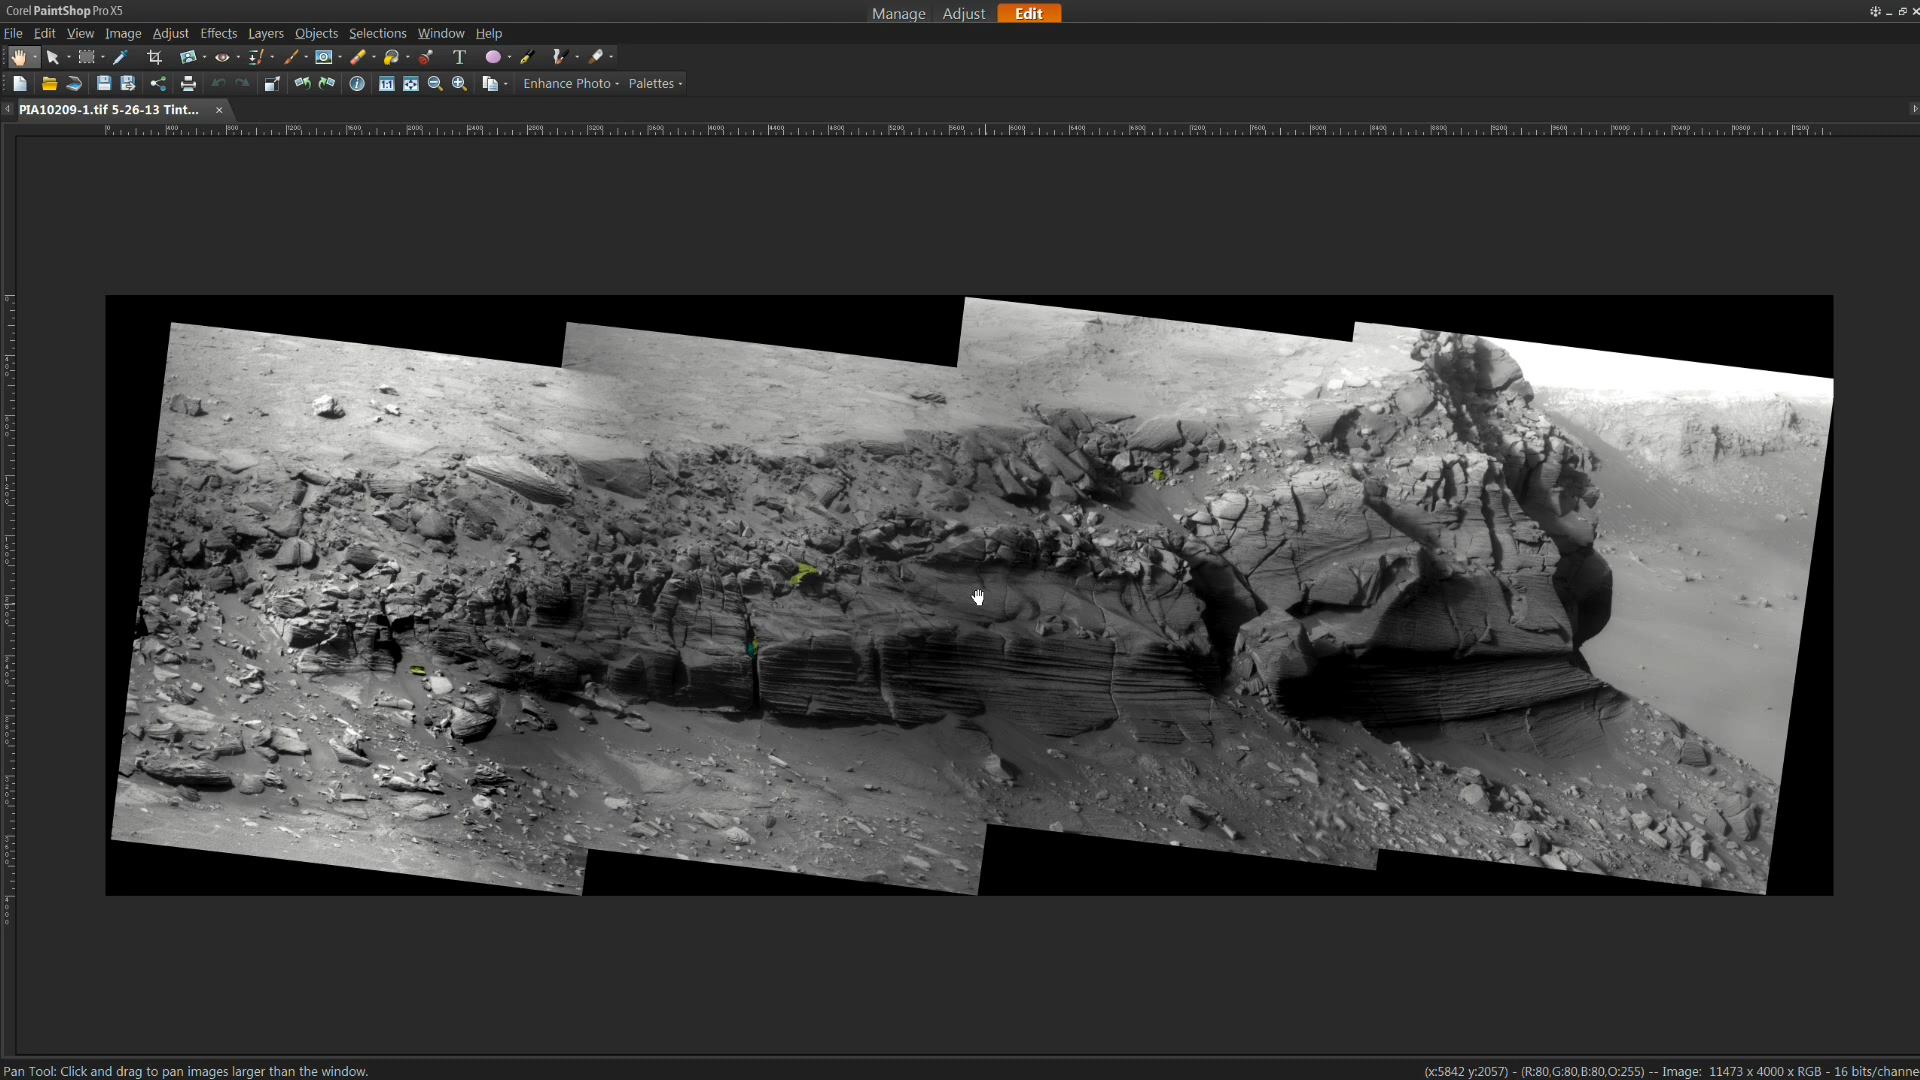 Corel PaintShop Pro X5
Manage Adjust Edit
File Edit View Image Adjust Effects Layers Objects Selections Window Help
Enhance Photo Palettes
PIA10209-1.tif 5-26-13 Tint...
Pan Tool: Click and drag to pan images larger than the window.
(x:5842 y:2057) - (R:80,G:80,B:80,O:255) -- Image: 11473 x 4000 x RGB - 16 bits/channe